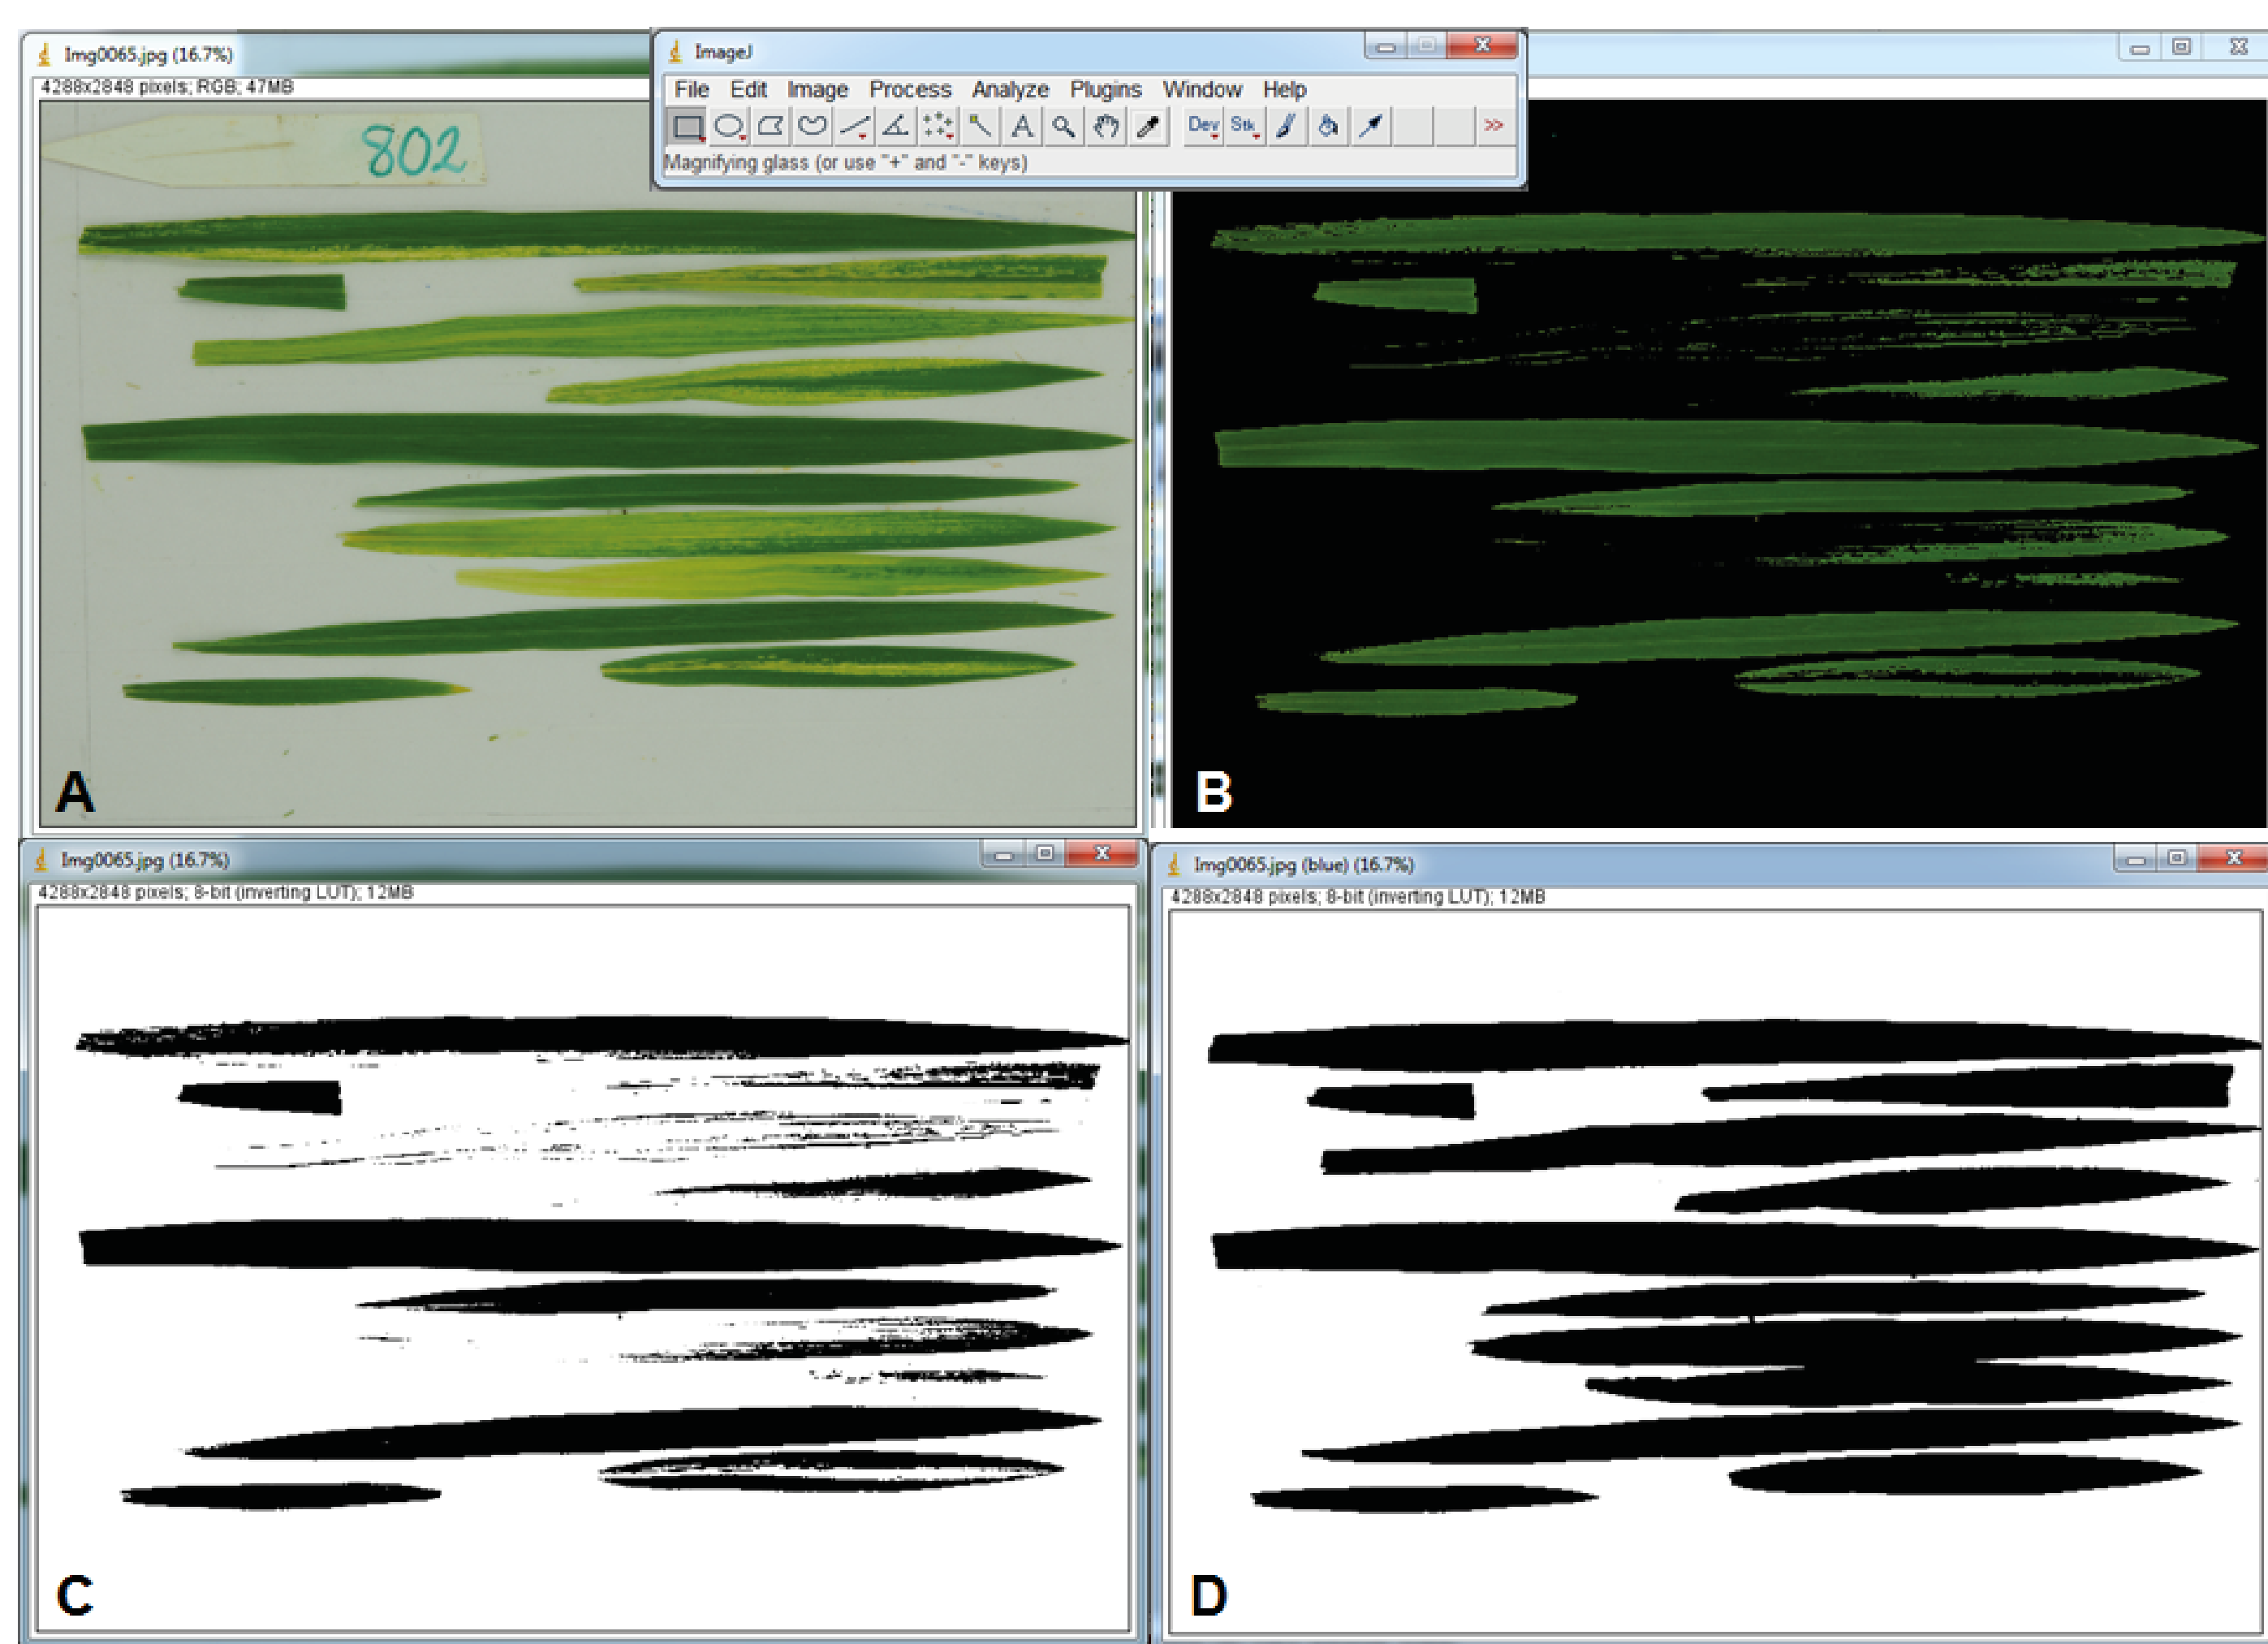 Img0065.jpg (16.7%)
4288x2848 pixels; RGB; 47MB
802
A
ImageJ
File Edit Image Process Analyze Plugins Window Help
A Dev Stk >>
Magnifying glass (or use "+" and "-" keys)
B
Img0065.jpg (16.7%)
4288x2848 pixels; 8-bit (inverting LUT); 12MB
C
Img0065.jpg (blue) (16.7%)
4288x2848 pixels; 8-bit (inverting LUT); 12MB
D